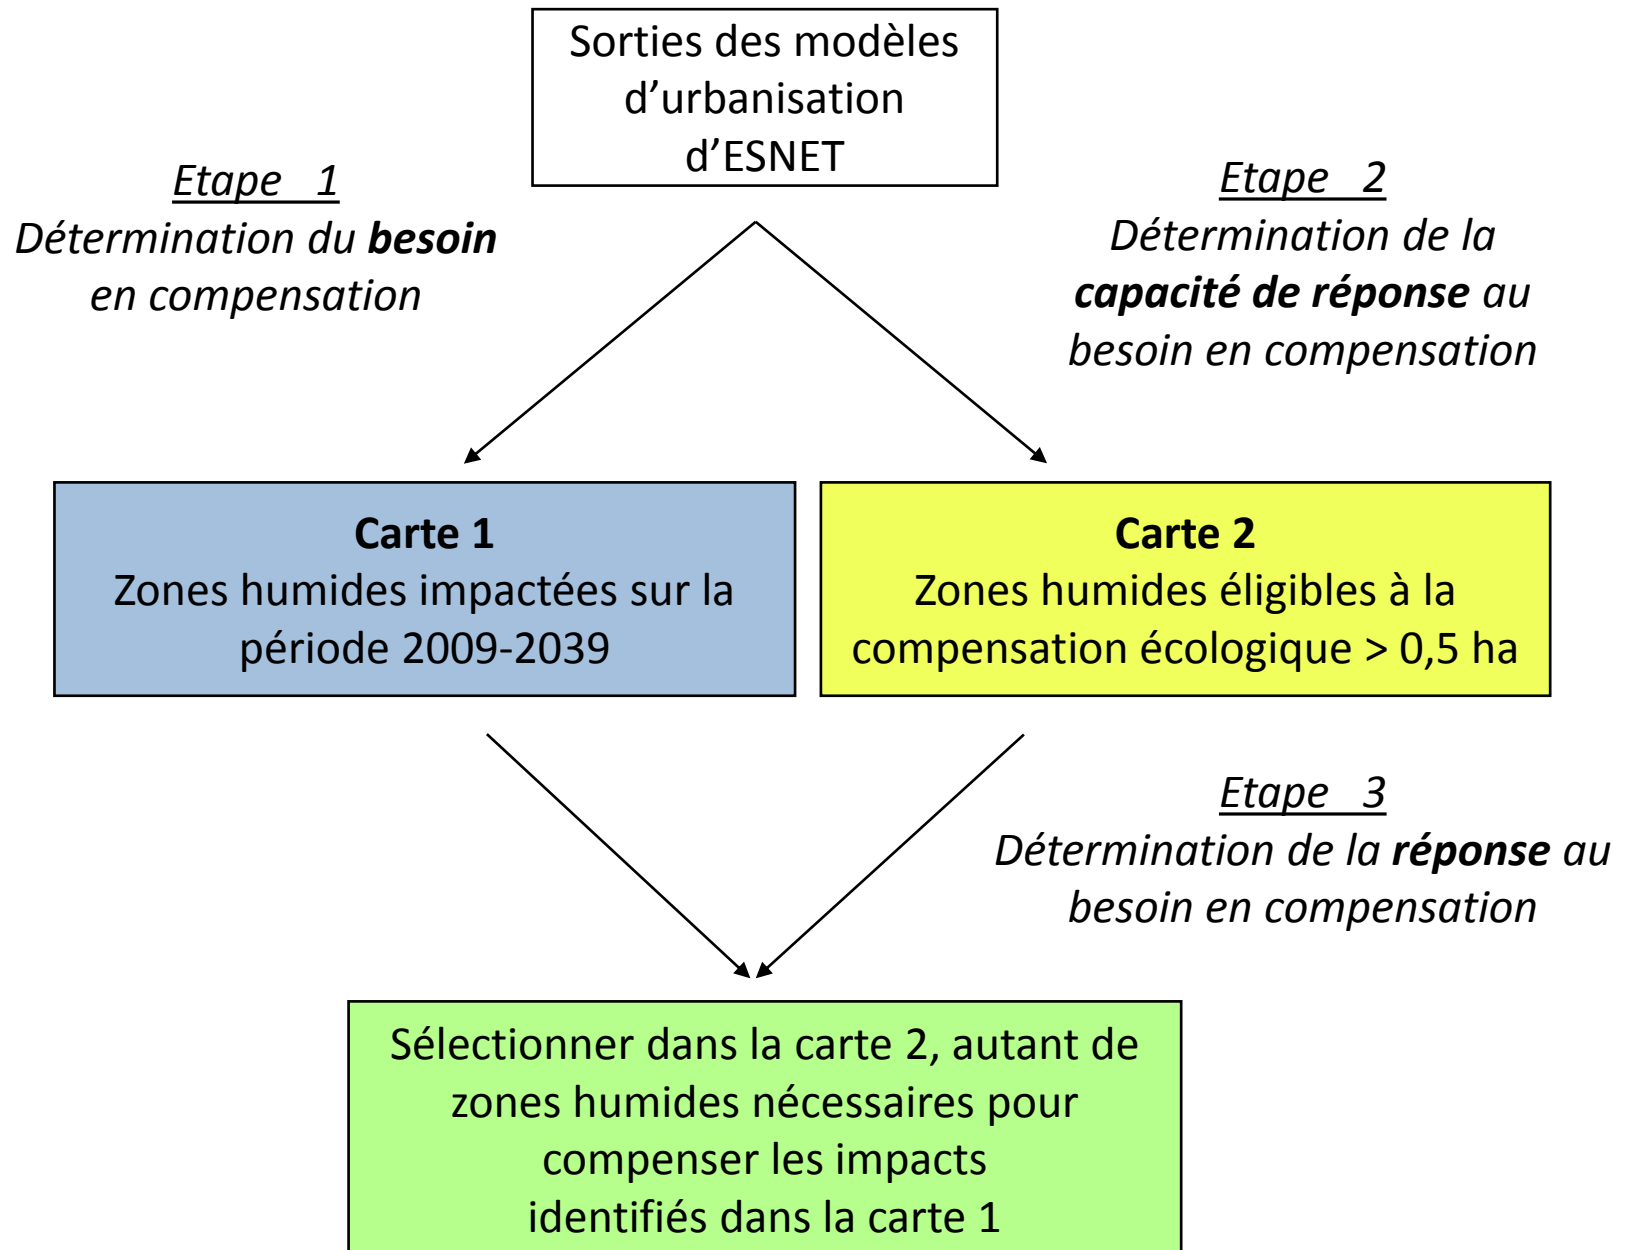 Sorties des modèles
d’urbanisation
d’ESNET
Etape 1
Détermination du besoin
en compensation
Etape 2
Détermination de la
capacité de réponse au
besoin en compensation
Carte 1
Zones humides impactées sur la
période 2009-2039
Carte 2
Zones humides éligibles à la
compensation écologique > 0,5 ha
Etape 3
Détermination de la réponse au
besoin en compensation
Sélectionner dans la carte 2, autant de
zones humides nécessaires pour
compenser les impacts
identifiés dans la carte 1